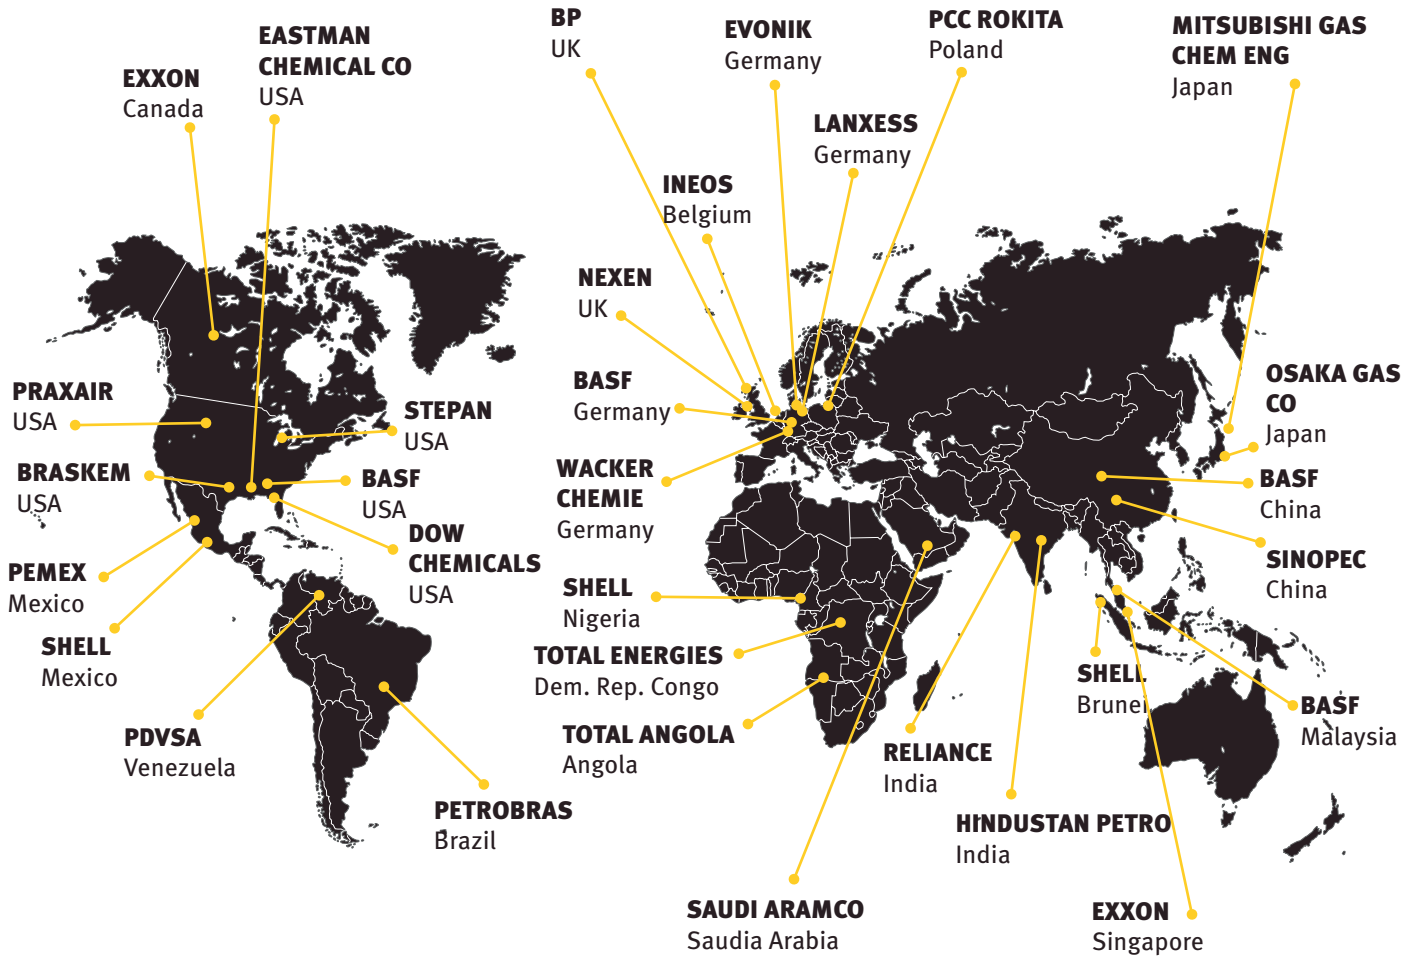 EASTMAN
CHEMICAL CO
USA
EXXON
Canada
PRAXAIR
USA
STEPAN
USA
BRASKEM
USA
BASF
USA
DOW
CHEMICALS
USA
PEMEX
Mexico
SHELL
Mexico
PDVSA
Venezuela
PETROBRAS
Brazil
BP
UK
EVONIK
Germany
PCC ROKITA
Poland
MITSUBISHI GAS
CHEM ENG
Japan
LANXESS
Germany
INEOS
Belgium
NEXEN
UK
BASF
Germany
WACKER
CHEMIE
Germany
OSAKA GAS
CO
Japan
BASF
China
SINOPEC
China
SHELL
Nigeria
TOTAL ENERGIES
Dem. Rep. Congo
TOTAL ANGOLA
Angola
SHELL
Brunei
BASF
Malaysia
RELIANCE
India
HINDUSTAN PETRO
India
SAUDI ARAMCO
Saudia Arabia
EXXON
Singapore